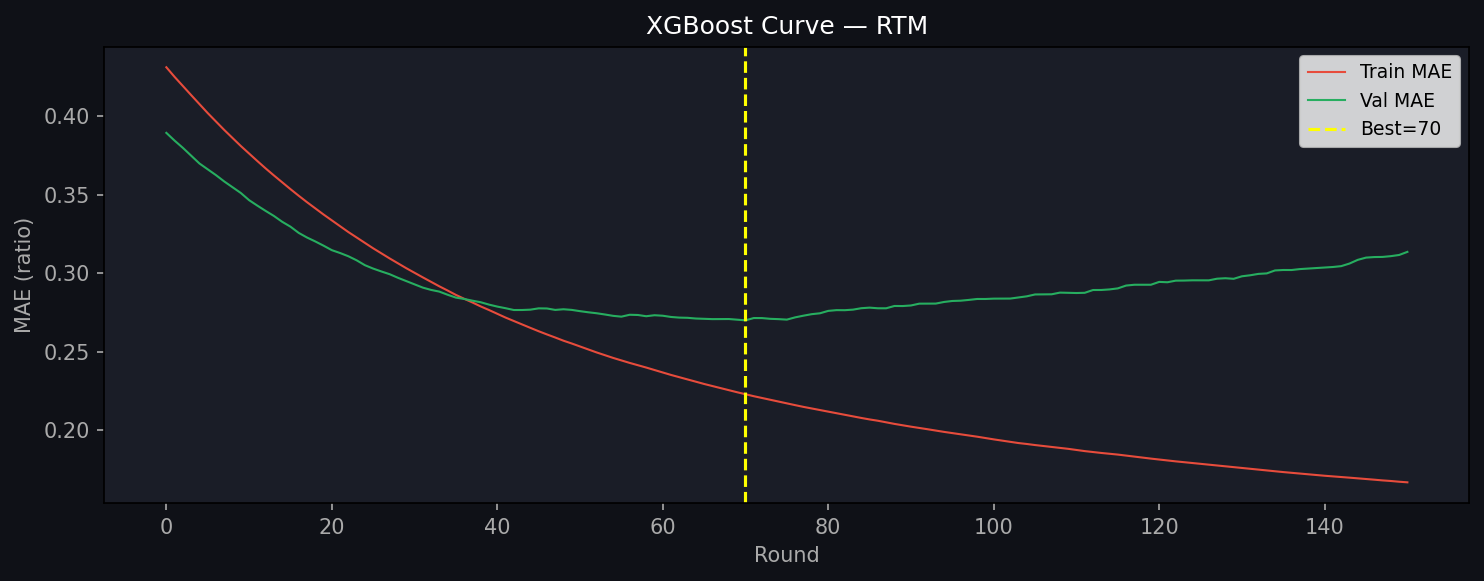 XGBoost Curve — RTM
Train MAE
Val MAE
Best=70
MAE (ratio)
0.40
0.35
0.30
0.25
0.20
0 20 40 60 80 100 120 140
Round